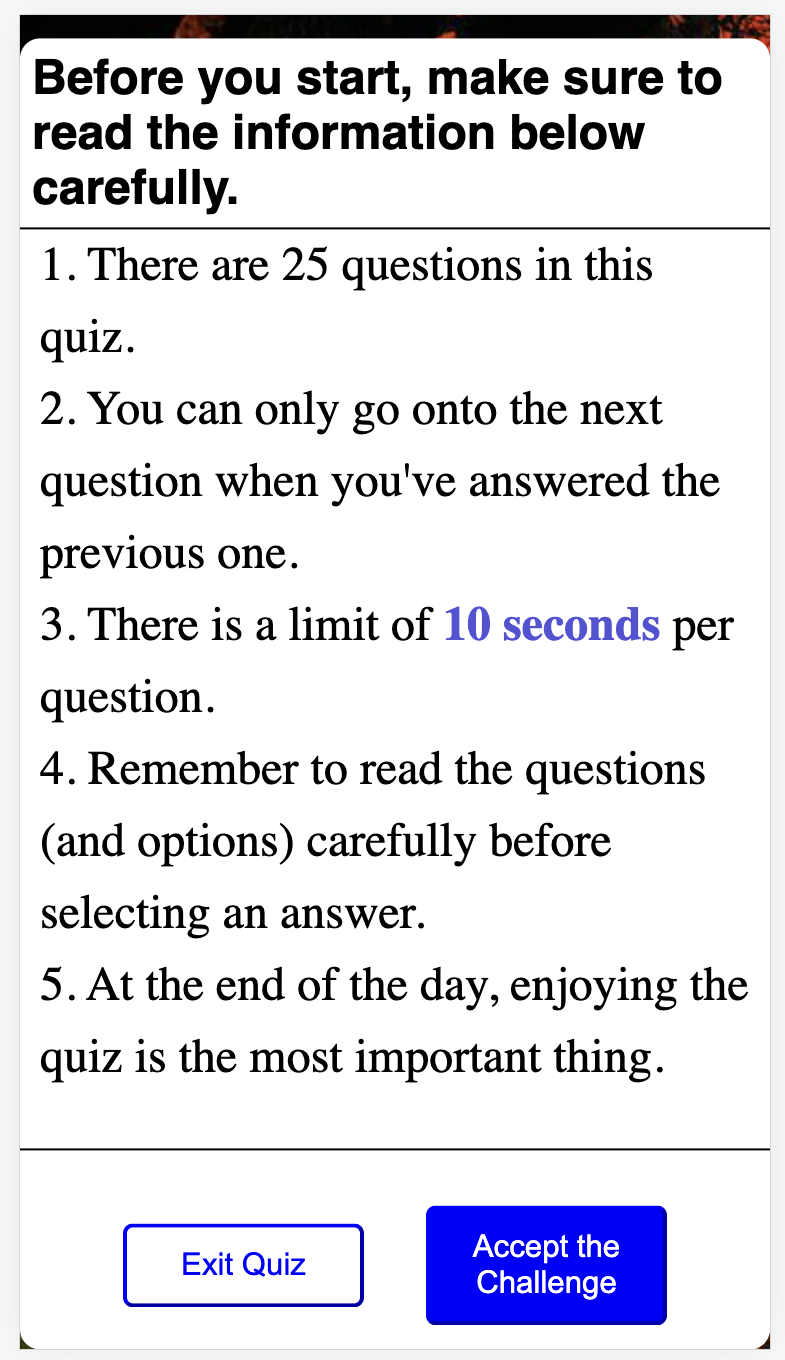 Before you start, make sure to
read the information below
carefully.
1. There are 25 questions in this
quiz.
2. You can only go onto the next
question when you've answered the
previous one.
3. There is a limit of 10 seconds per
question.
4. Remember to read the questions
(and options) carefully before
selecting an answer.
5. At the end of the day, enjoying the
quiz is the most important thing.
Exit Quiz
Accept the
Challenge